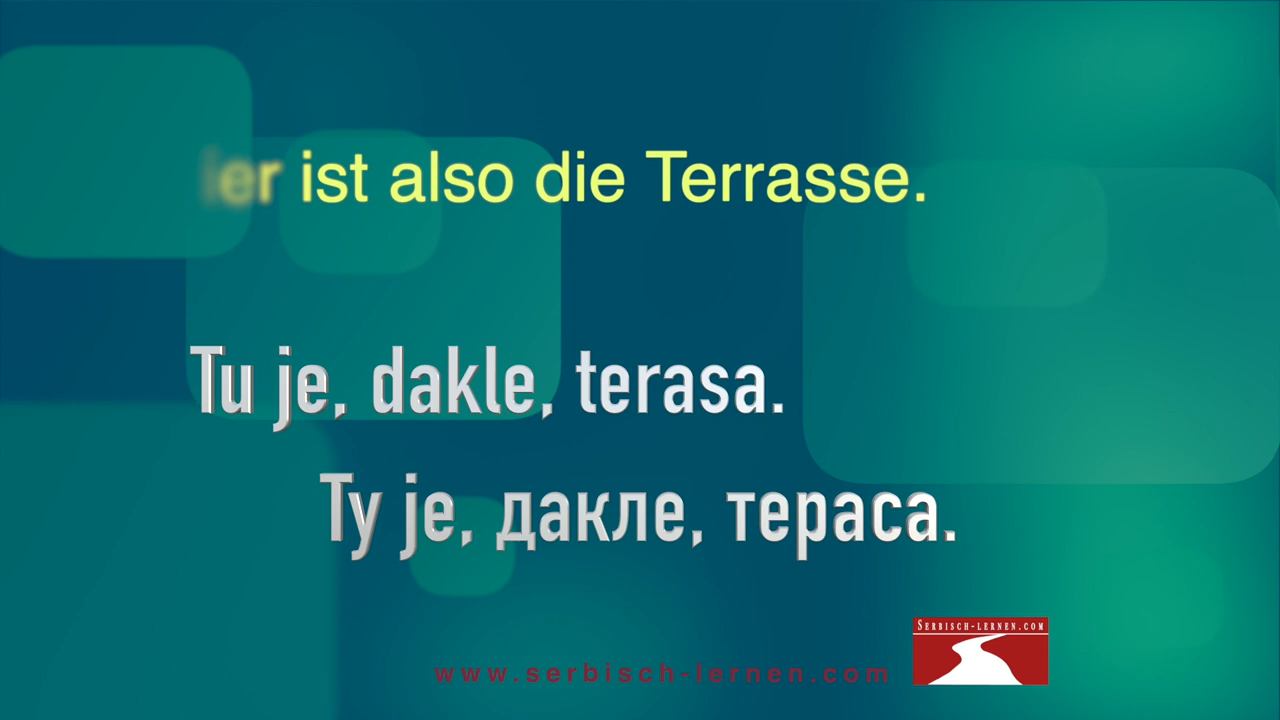 ier ist also die Terrasse.
Tu je, dakle, terasa.
Ту је, дакле, тераса.
SERBISCH-LERNEN.COM
www.serbisch-lernen.com